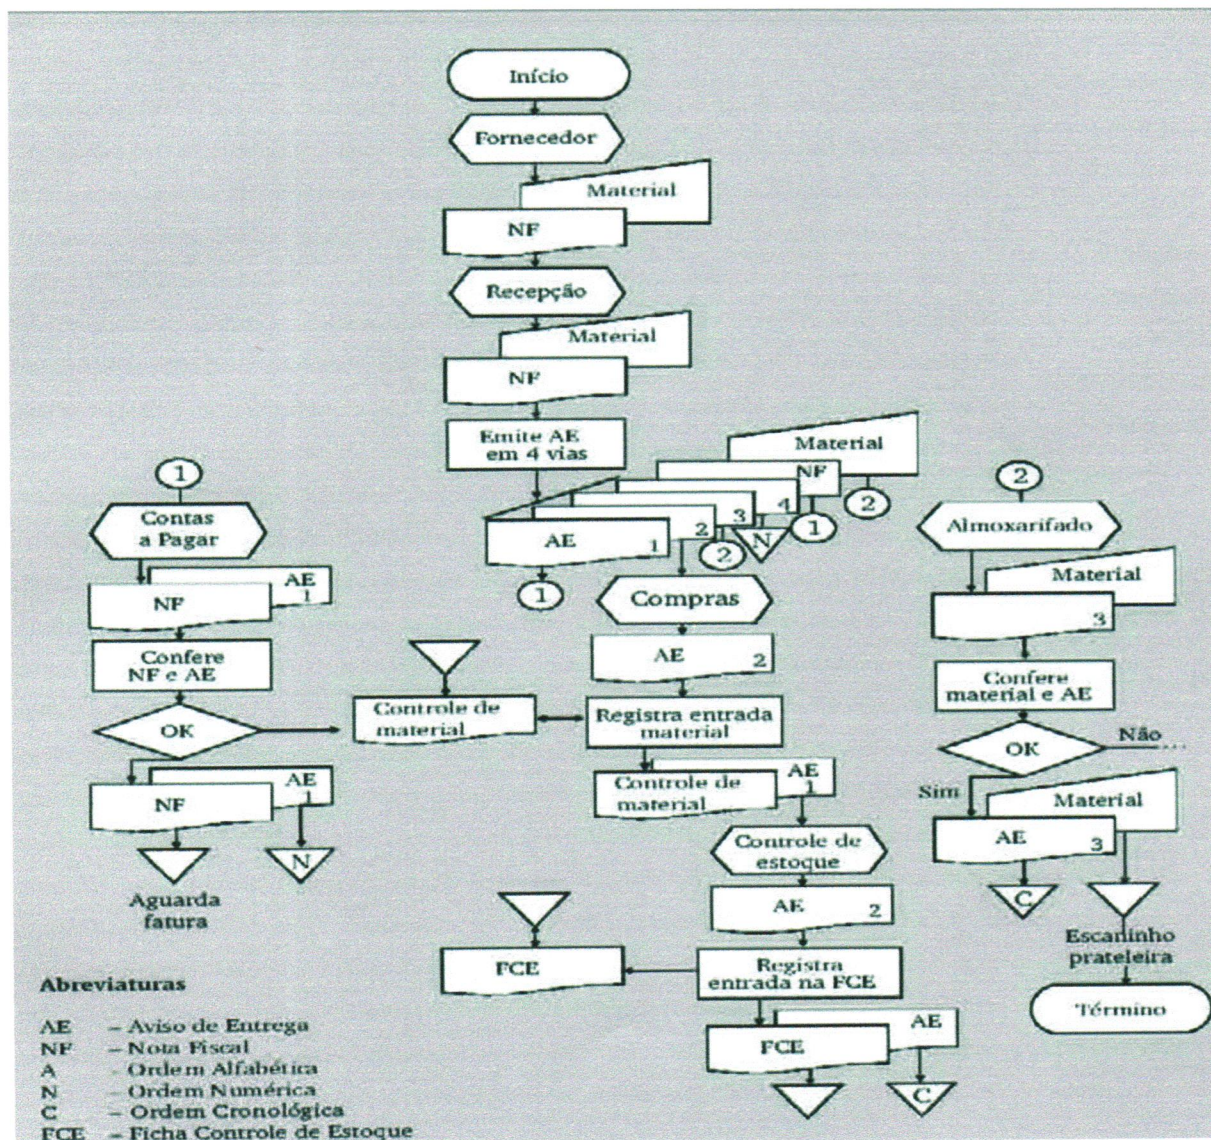 Início
Fornecedor
Material
NF
Recepção
Material
NF
Emite AE
em 4 vias
Material
NF
4
3
2
AE
1
1
2
N
1
2
1
Contas
a Pagar
AE
1
NF
Confere
NF e AE
OK
AE
1
NF
N
Aguarda
fatura
Compras
AE
2
Controle de
material
Registra entrada
material
AE
1
Controle de
material
Controle de
estoque
AE
2
FCE
Registra
entrada na FCE
AE
FCE
C
2
Almoxarifado
Material
3
Confere
material e AE
OK
Não
Sim
Material
AE
3
C
Escaninho
prateleira
Término
Abreviaturas
AE – Aviso de Entrega
NF – Nota Fiscal
A – Ordem Alfabética
N – Ordem Numérica
C – Ordem Cronológica
FCE – Ficha Controle de Estoque